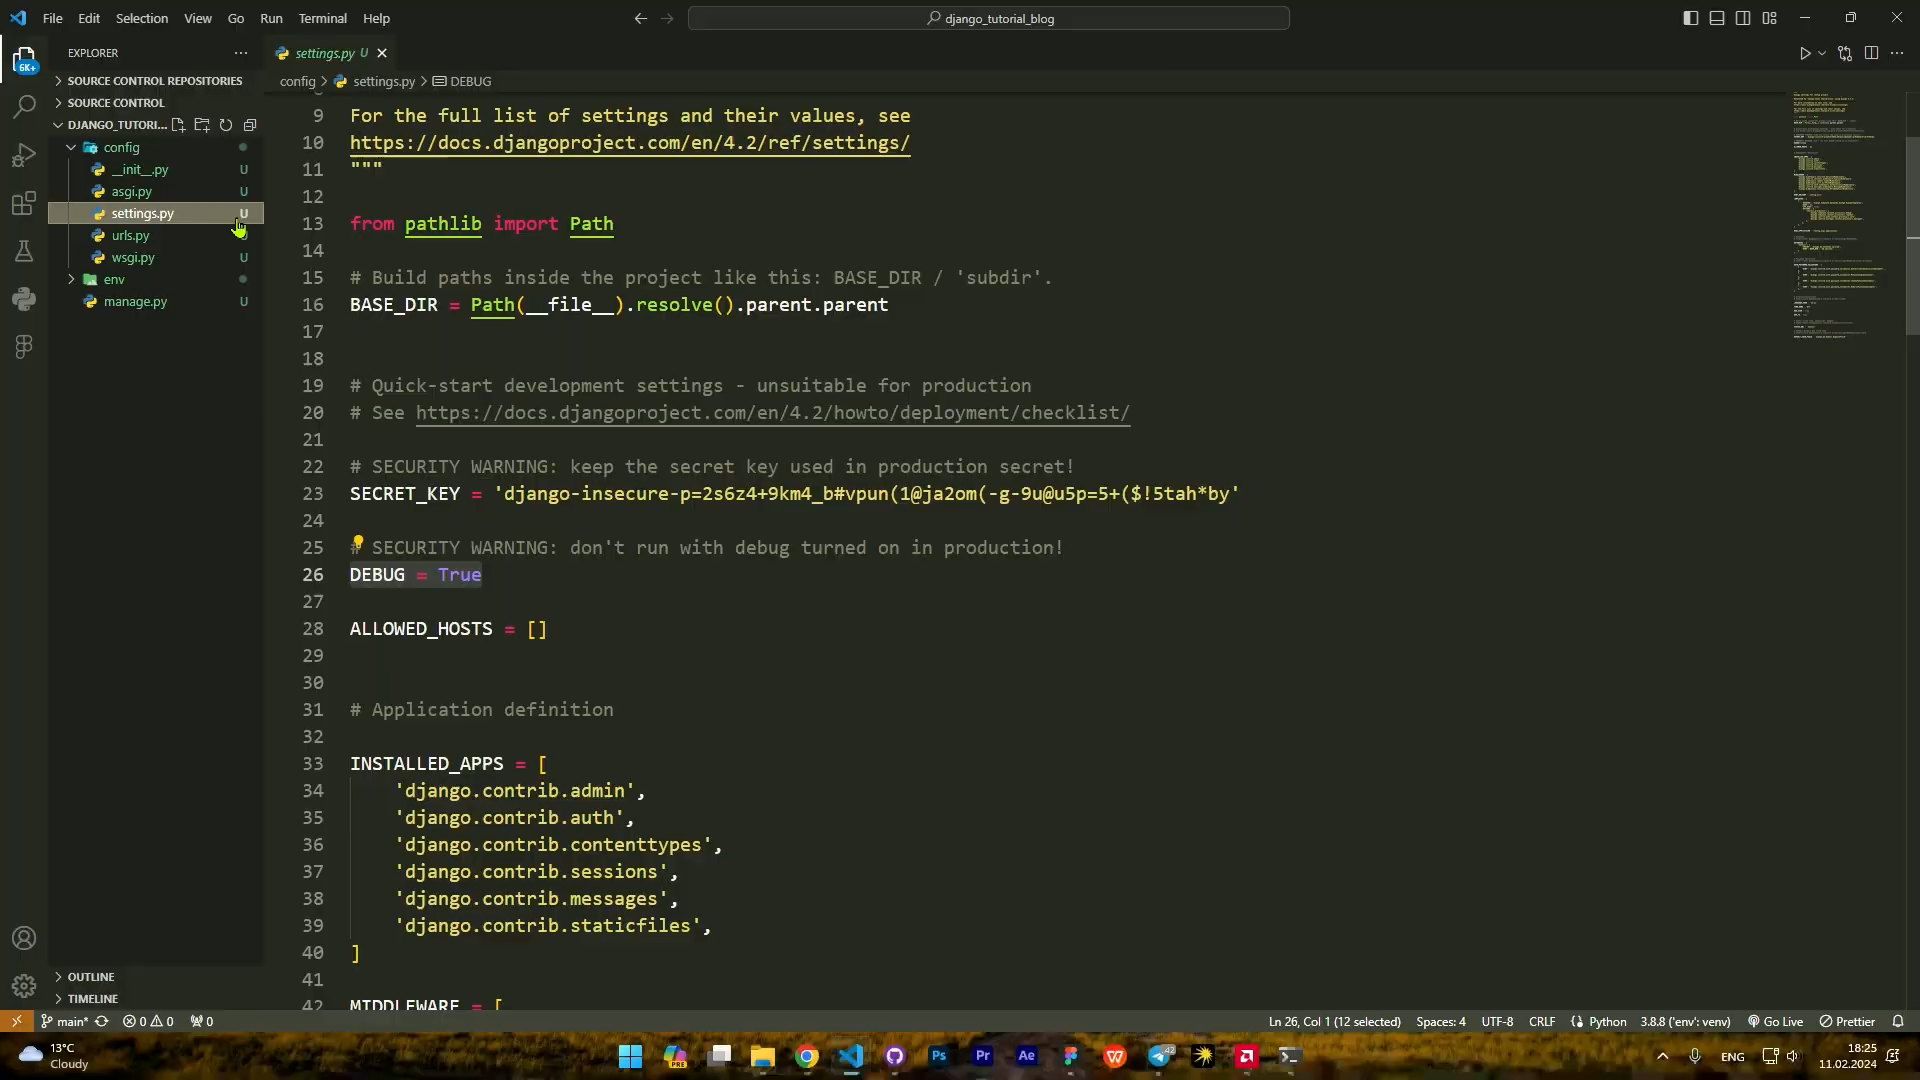 File Edit Selection View Go Run Terminal Help
django_tutorial_blog
EXPLORER
settings.py U
6K+
SOURCE CONTROL REPOSITORIES
config > settings.py > DEBUG
SOURCE CONTROL
DJANGO_TUTORI...
config
__init__.py U
asgi.py U
settings.py U
urls.py
wsgi.py U
env
manage.py U
OUTLINE
TIMELINE
9 For the full list of settings and their values, see
10 https://docs.djangoproject.com/en/4.2/ref/settings/
11 """
12
13 from pathlib import Path
14
15 # Build paths inside the project like this: BASE_DIR / 'subdir'.
16 BASE_DIR = Path(__file__).resolve().parent.parent
17
18
19 # Quick-start development settings - unsuitable for production
20 # See https://docs.djangoproject.com/en/4.2/howto/deployment/checklist/
21
22 # SECURITY WARNING: keep the secret key used in production secret!
23 SECRET_KEY = 'django-insecure-p=2s6z4+9km4_b#vpun(1@ja2om(-g-9u@u5p=5+($!5tah*by'
24
25 # SECURITY WARNING: don't run with debug turned on in production!
26 DEBUG = True
27
28 ALLOWED_HOSTS = []
29
30
31 # Application definition
32
33 INSTALLED_APPS = [
34 'django.contrib.admin',
35 'django.contrib.auth',
36 'django.contrib.contenttypes',
37 'django.contrib.sessions',
38 'django.contrib.messages',
39 'django.contrib.staticfiles',
40 ]
41
42 MIDDLEWARE = [
main* 0 0 0
Ln 26, Col 1 (12 selected) Spaces: 4 UTF-8 CRLF Python 3.8.8 ('env': venv) Go Live Prettier
13°C
Cloudy
PRE
Ps Pr Ae
42
ENG
18:25
11.02.2024